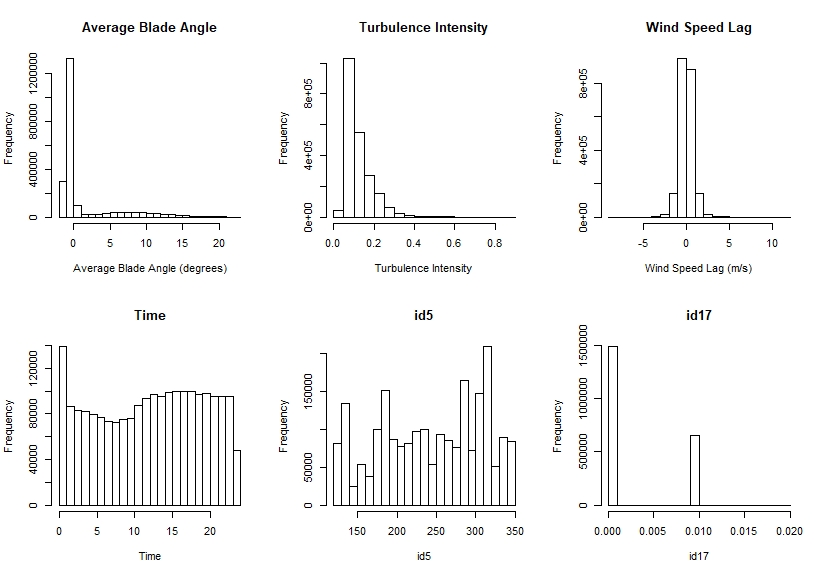 Average Blade Angle
Turbulence Intensity
Wind Speed Lag
Frequency
0 400000 800000 1200000
0 5 10 15 20
Average Blade Angle (degrees)
Frequency
0e+00 4e+05 8e+05
0.0 0.2 0.4 0.6 0.8
Turbulence Intensity
Frequency
0e+00 4e+05 8e+05
-5 0 5 10
Wind Speed Lag (m/s)
Time
id5
id17
Frequency
0 40000 80000 120000
0 5 10 15 20
Time
Frequency
0 50000 150000
150 200 250 300 350
id5
Frequency
0 500000 1000000 1500000
0.000 0.005 0.010 0.015 0.020
id17